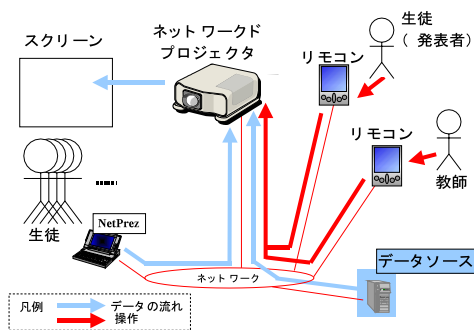 スクリーン
ネットワークド
プロジェクタ
生徒
(発表者)
リモコン
リモコン
教師
生徒
NetPrez
ネットワーク
データソース
凡例
データの流れ
操作